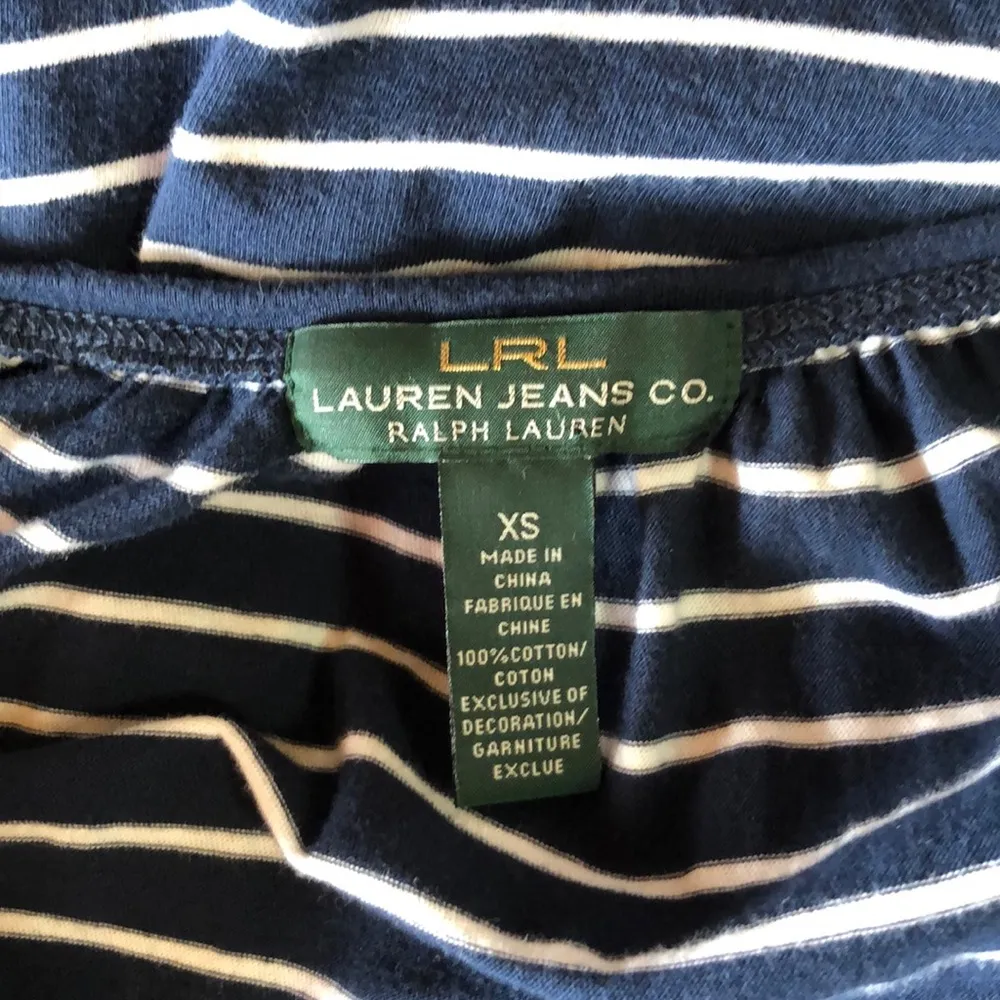 LRL
LAUREN JEANS CO.
RALPH LAUREN
XS
MADE IN
CHINA
FABRIQUE EN
CHINE
100% COTTON/
COTON
EXCLUSIVE OF
DECORATION/
GARNITURE
EXCLUE